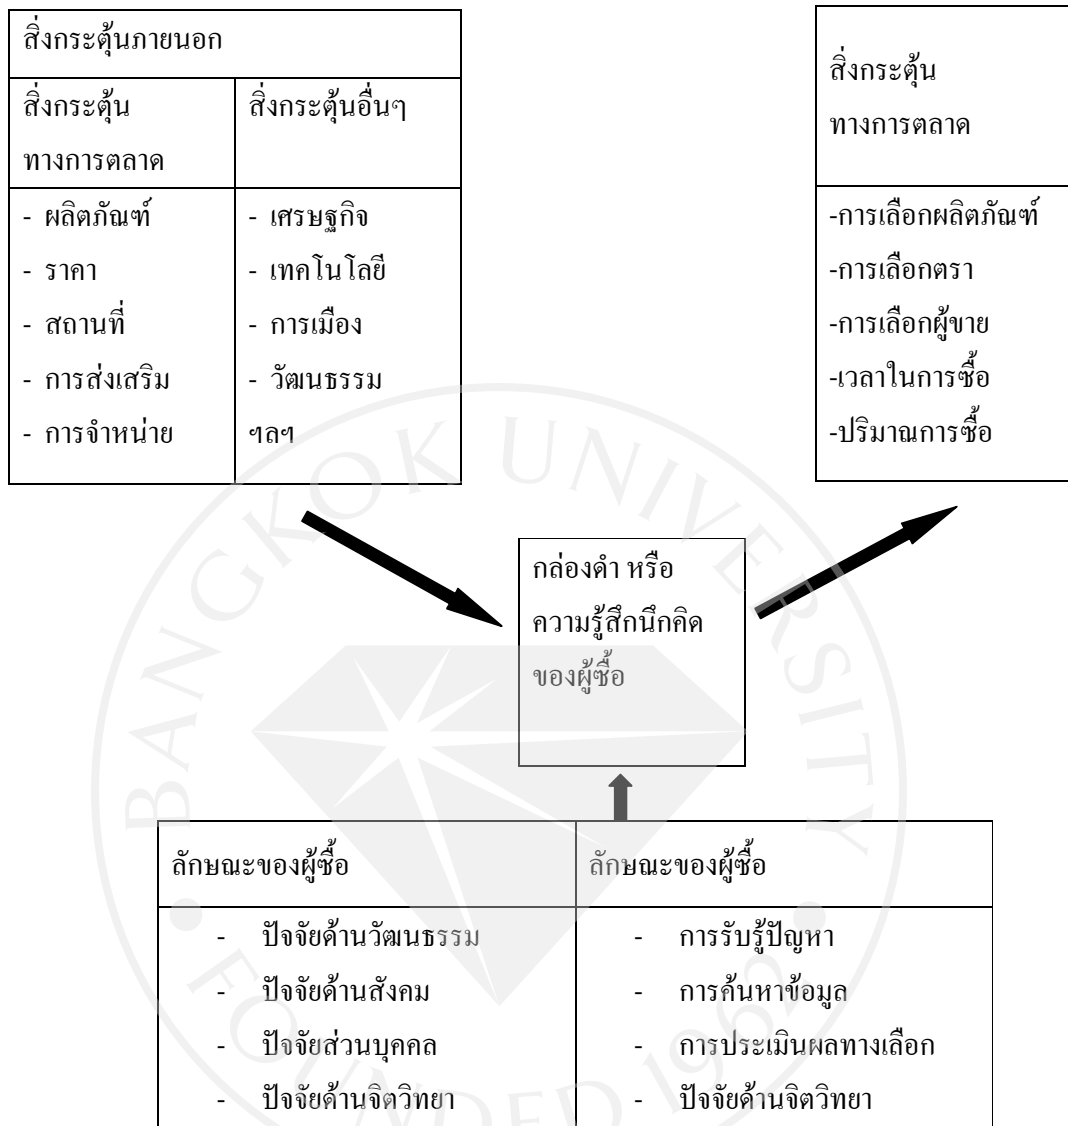 สิ่งกระตุ้นภายนอก
สิ่งกระตุ้น
ทางการตลาด
สิ่งกระตุ้นอื่นๆ
- ผลิตภัณฑ์
- ราคา
- สถานที่
- การส่งเสริม
- การจำหน่าย
- เศรษฐกิจ
- เทคโนโลยี
- การเมือง
- วัฒนธรรม
ฯลฯ
สิ่งกระตุ้น
ทางการตลาด
-การเลือกผลิตภัณฑ์
-การเลือกตรา
-การเลือกผู้ขาย
-เวลาในการซื้อ
-ปริมาณการซื้อ
กล่องดำ หรือ
ความรู้สึกนึกคิด
ของผู้ซื้อ
ลักษณะของผู้ซื้อ
- ปัจจัยด้านวัฒนธรรม
- ปัจจัยด้านสังคม
- ปัจจัยส่วนบุคคล
- ปัจจัยด้านจิตวิทยา
ลักษณะของผู้ซื้อ
- การรับรู้ปัญหา
- การค้นหาข้อมูล
- การประเมินผลทางเลือก
- ปัจจัยด้านจิตวิทยา
BANGKOK UNIVERSITY
FOUNDED 1962